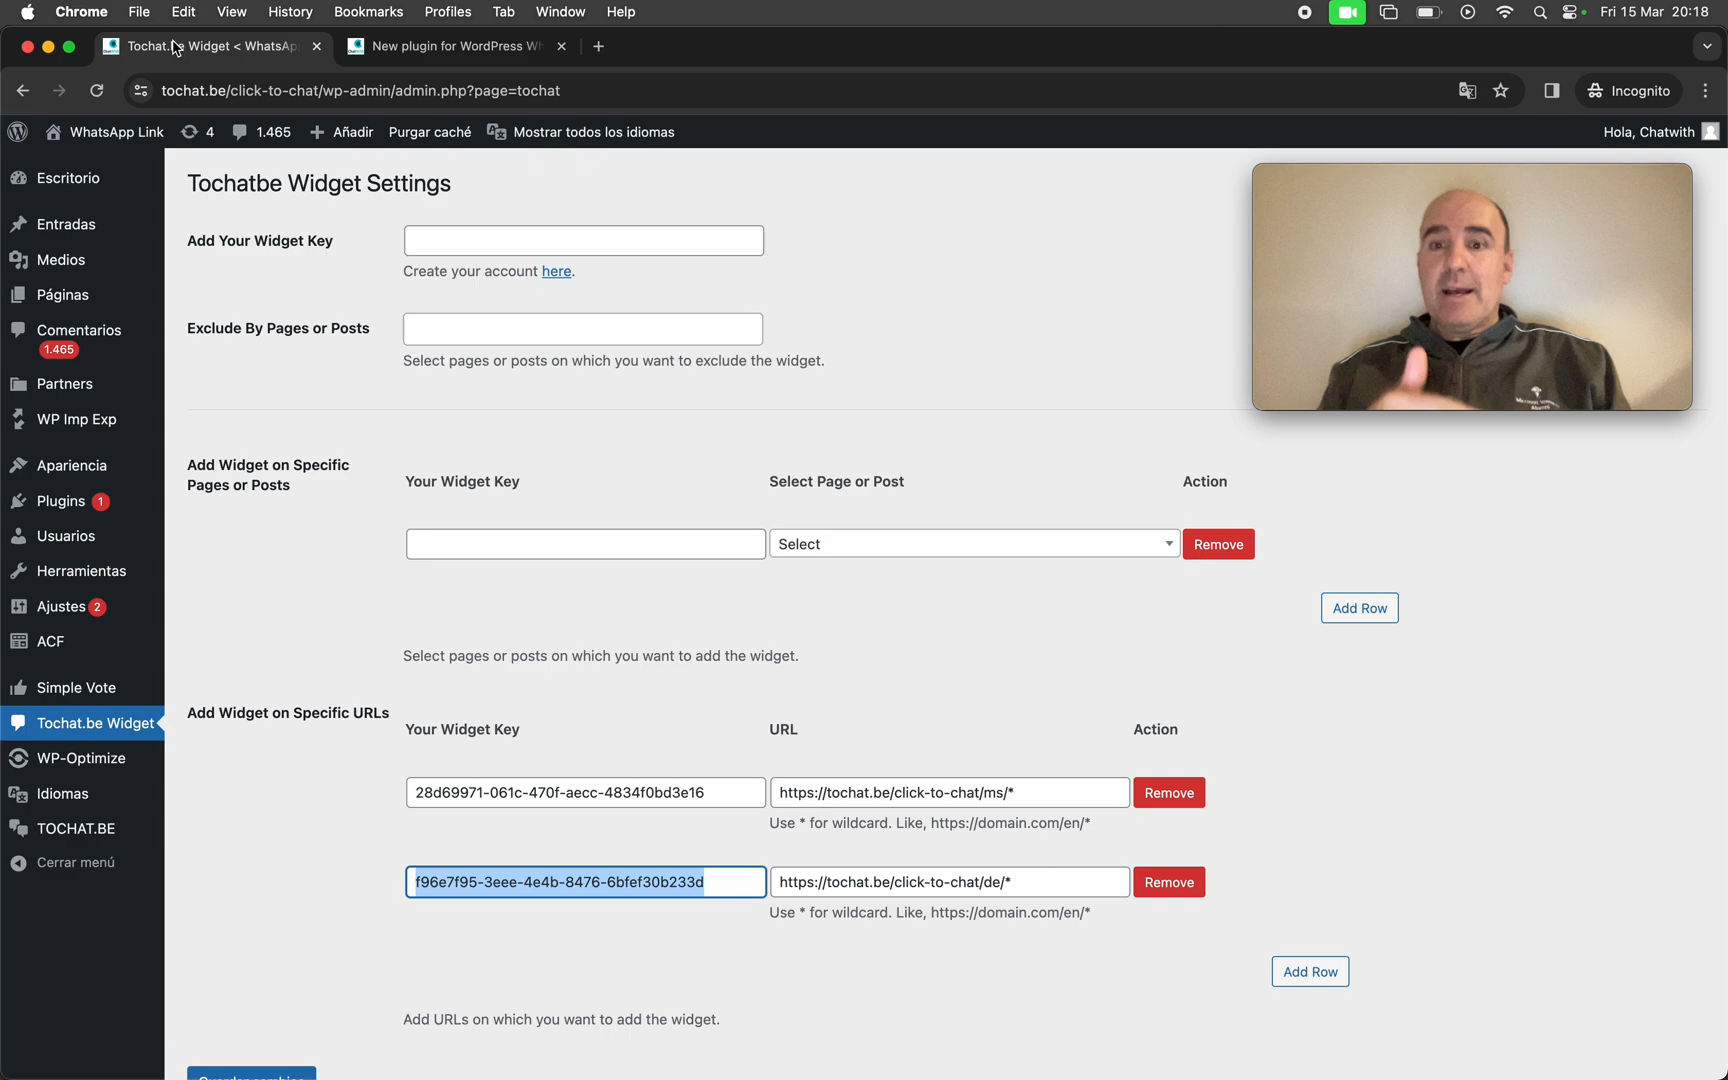 Chrome File Edit View History Bookmarks Profiles Tab Window Help Fri 15 Mar 20:18
Tochat.be Widget < WhatsAp New plugin for WordPress W
tochat.be/click-to-chat/wp-admin/admin.php?page=tochat Incognito
WhatsApp Link 4 1.465 + Añadir Purgar caché Mostrar todos los idiomas Hola, Chatwith
Escritorio
Entradas
Medios
Páginas
Comentarios
1.465
Partners
WP Imp Exp
Apariencia
Plugins 1
Usuarios
Herramientas
Ajustes 2
ACF
Simple Vote
Tochat.be Widget
WP-Optimize
Idiomas
TOCHAT.BE
Cerrar menú
Tochatbe Widget Settings
Add Your Widget Key
Create your account here.
Exclude By Pages or Posts
Select pages or posts on which you want to exclude the widget.
Add Widget on Specific
Pages or Posts
Your Widget Key Select Page or Post Action
Select Remove
Add Row
Select pages or posts on which you want to add the widget.
Add Widget on Specific URLs
Your Widget Key URL Action
28d69971-061c-470f-aecc-4834f0bd3e16 https://tochat.be/click-to-chat/ms/* Remove
Use * for wildcard. Like, https://domain.com/en/*
f96e7f95-3eee-4e4b-8476-6bfef30b233d https://tochat.be/click-to-chat/de/* Remove
Use * for wildcard. Like, https://domain.com/en/*
Add Row
Add URLs on which you want to add the widget.